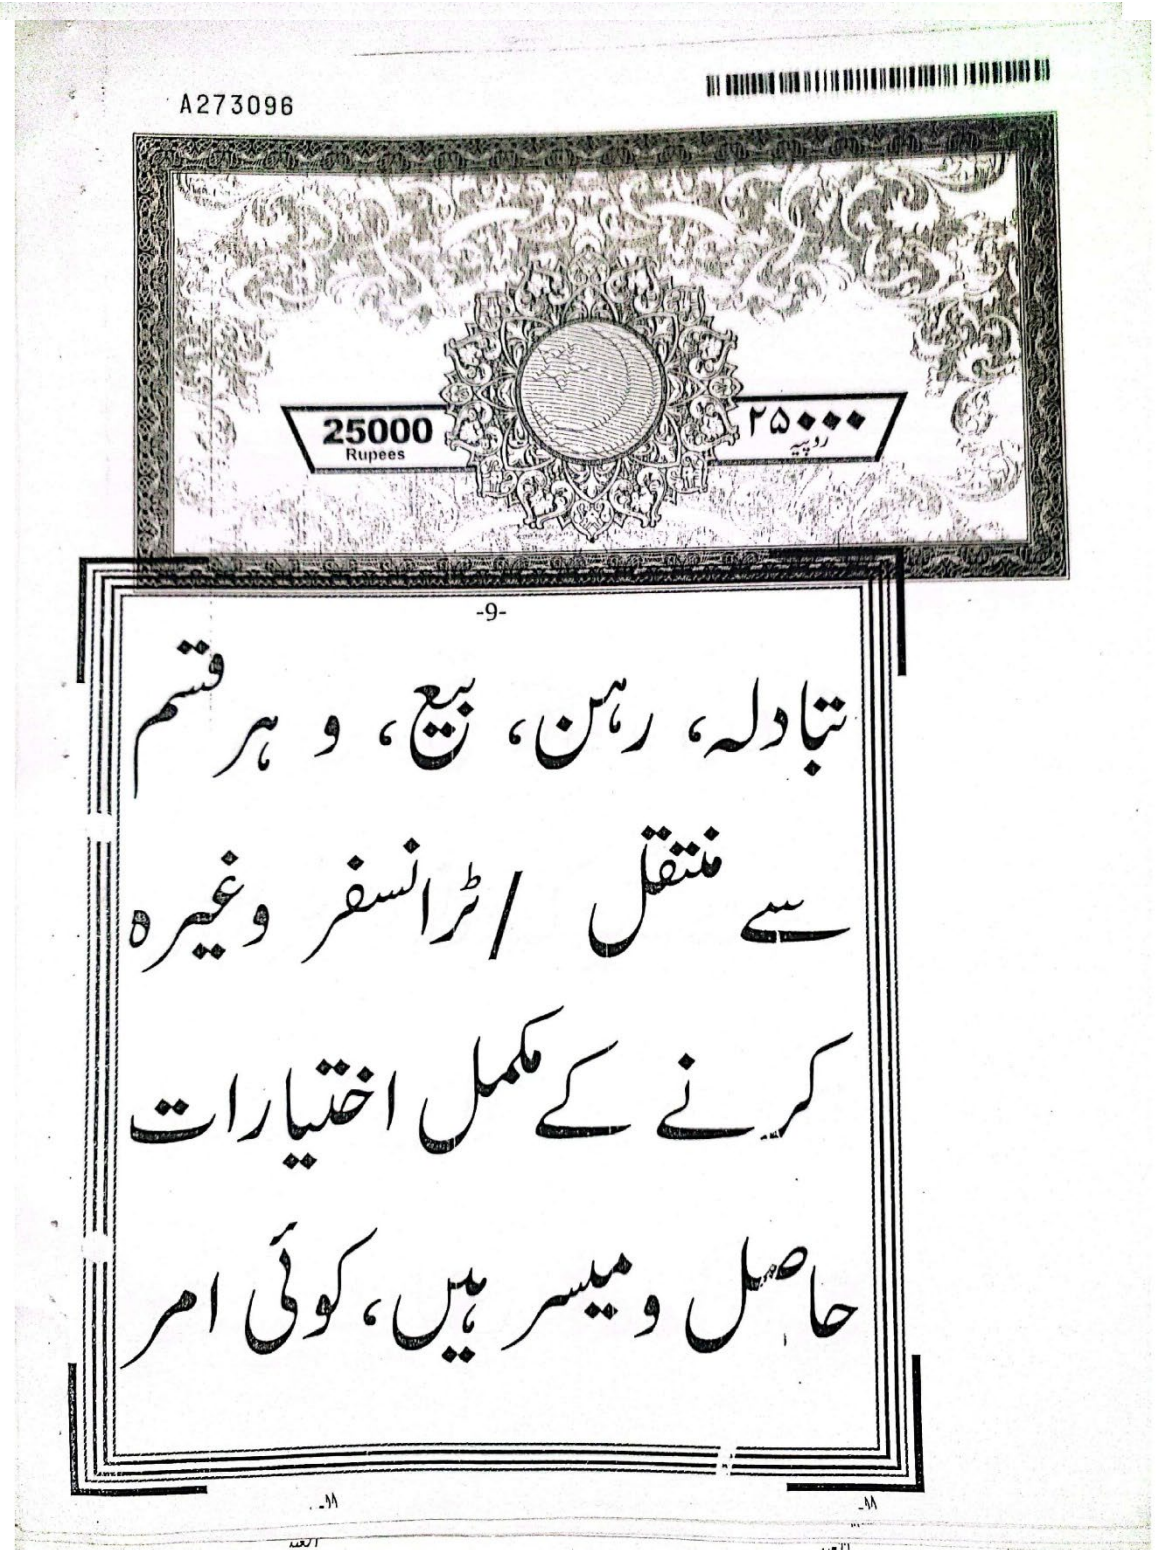 A273096
25000
Rupees
۲۵۰۰۰
روپیہ
-9-
تبادلہ، رہن، بیع، و ہر قسم
سے منتقل /ٹرانسفر وغیرہ
کرنے کے مکمل اختیارات
حاصل و میسر ہیں، کوئی امر